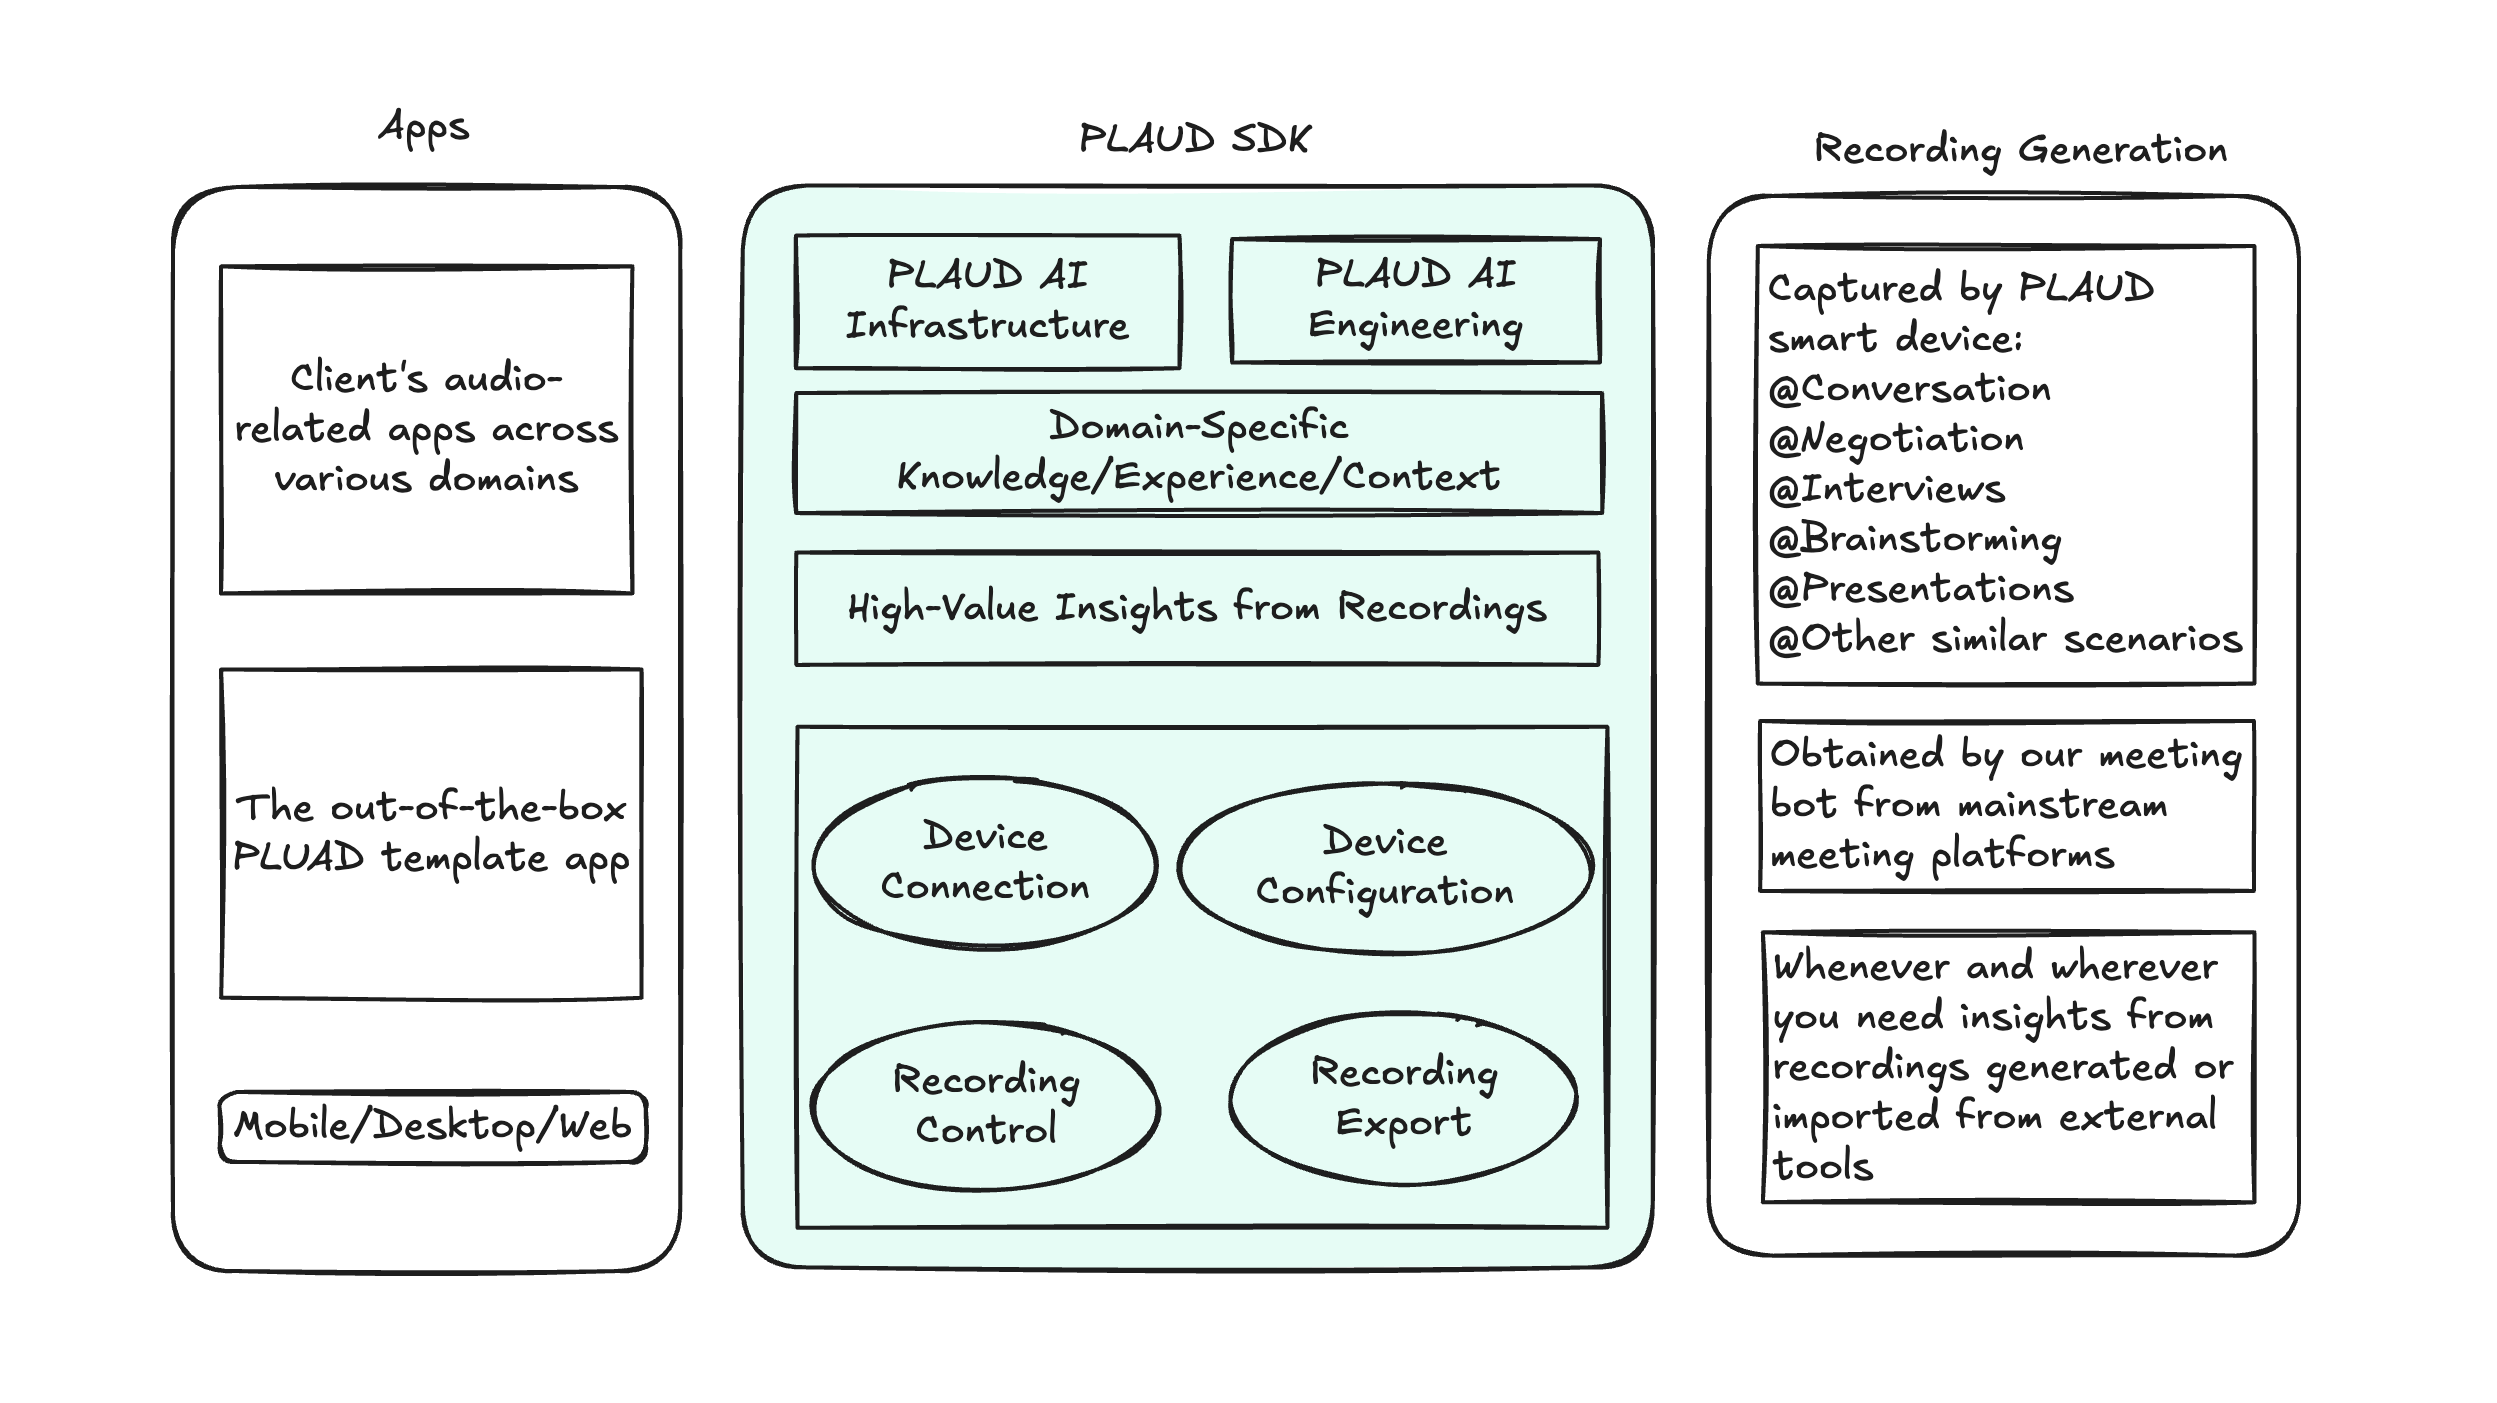 Apps
Client's audio-
related apps across
various domains
The out-of-the-box
PLUAD template app
Mobile/Desktop/Web
PLAUD SDK
PLAUD AI
Infrastructure
PLAUD AI
Engineering
Domain-Specific
Knowledge/Experience/Context
High-Value Insights from Recordings
Device
Connection
Device
Configuration
Recording
Control
Recording
Export
Recording Generation
Captured by PLAUD
smart device:
@Conversation
@Negotiation
@Interviews
@Brainstorming
@Presentations
@Other similar scenarios
Obtained by our meeting
bot from mainstream
meeting platforms
Whenever and wherever
you need insights from
recordings generated or
imported from external
tools